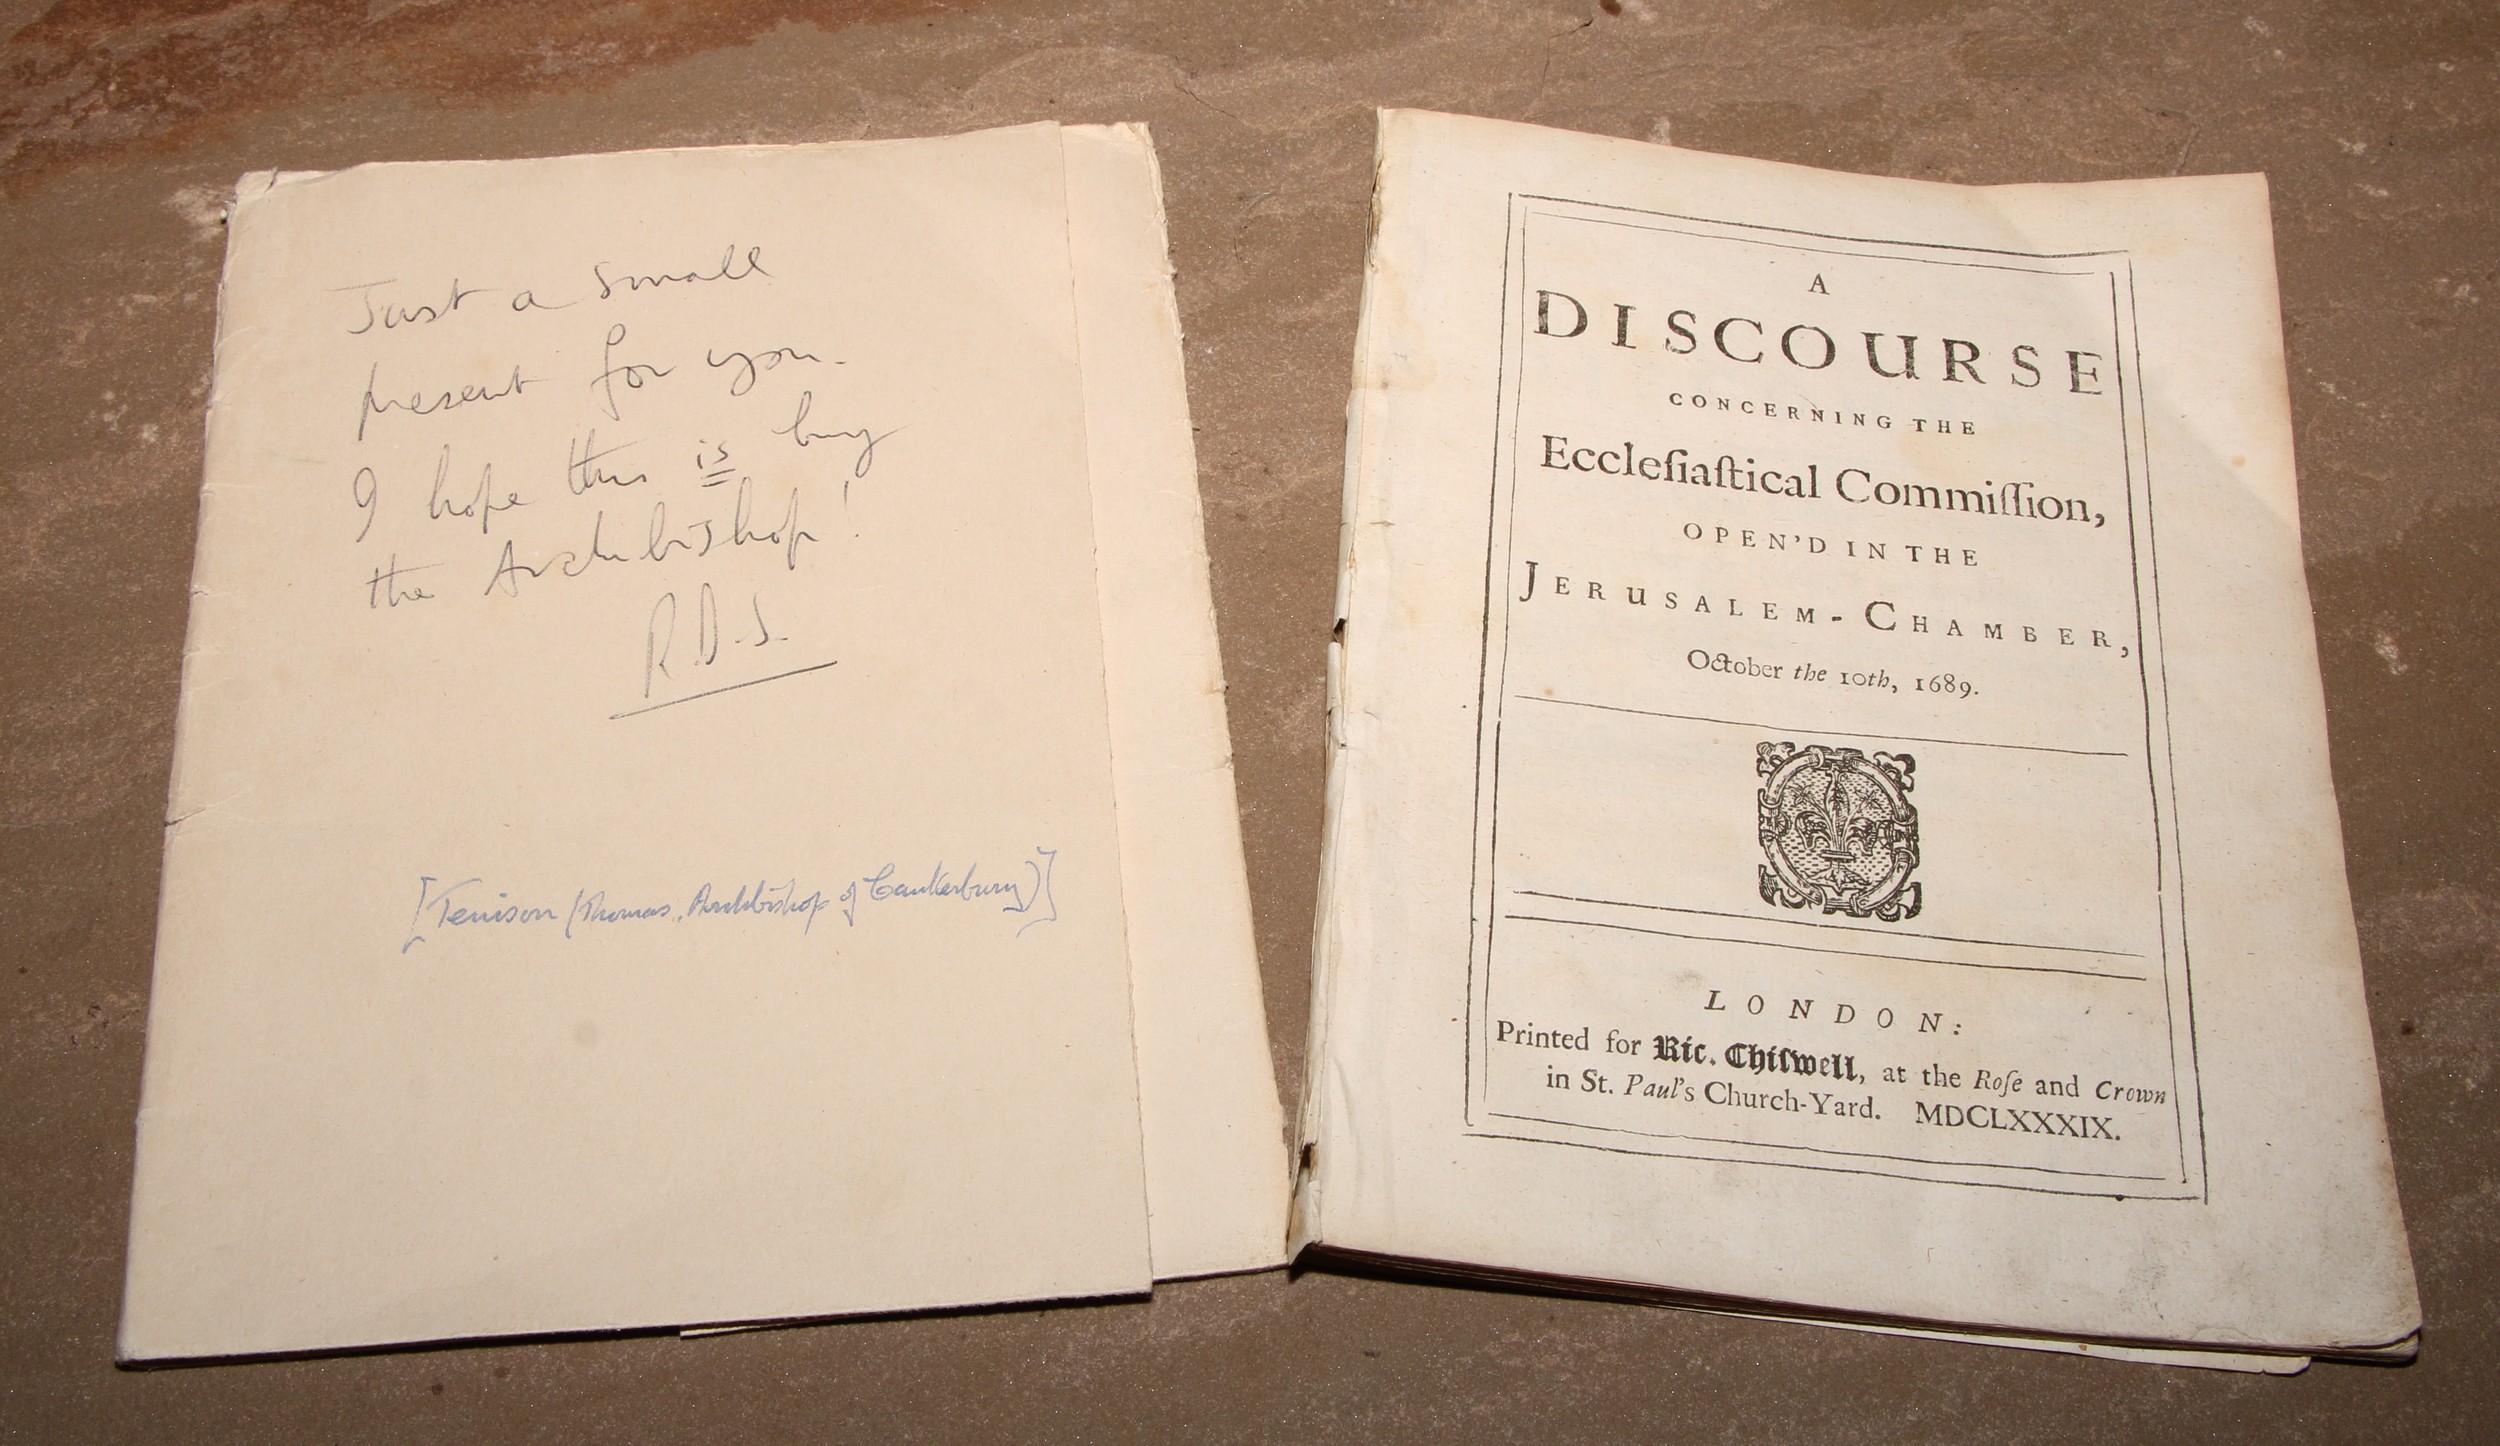 Just a small
present for you.
I hope this is by
the Archbishop!
R.D.S.
[Tenison (Thomas, Archbishop of Canterbury)]
A
DISCOURSE
CONCERNING THE
Eccleſiaſtical Commiſſion,
OPEN'D IN THE
JERUSALEM-CHAMBER,
October the 10th, 1689.
LONDON:
Printed for Ric. Chiſwell, at the Roſe and Crown
in St. Paul's Church-Yard. MDCLXXXIX.